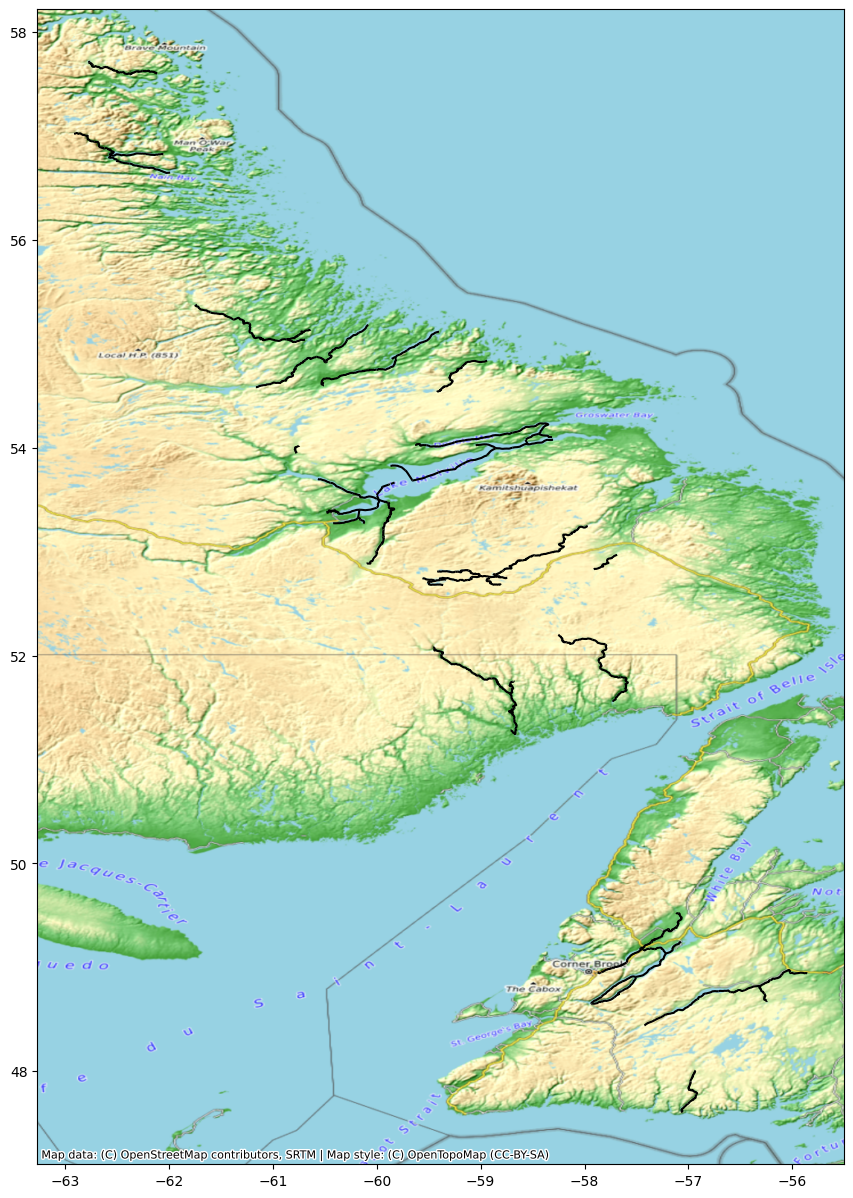 58
Brave Mountain
Man O'War
Peak
Nain Bay
56
Local H.P. (851)
Groswater Bay
54
Kamitshuapishekat
52
Strait of Belle Isle
50
e Jacques-Cartier
White Bay
Not
Corner Brook
uedo
The Cabox
f e du Saint-Laurent
St. George's Bay
48
ot Strait
Fortu
Map data: (C) OpenStreetMap contributors, SRTM | Map style: (C) OpenTopoMap (CC-BY-SA)
−63 −62 −61 −60 −59 −58 −57 −56